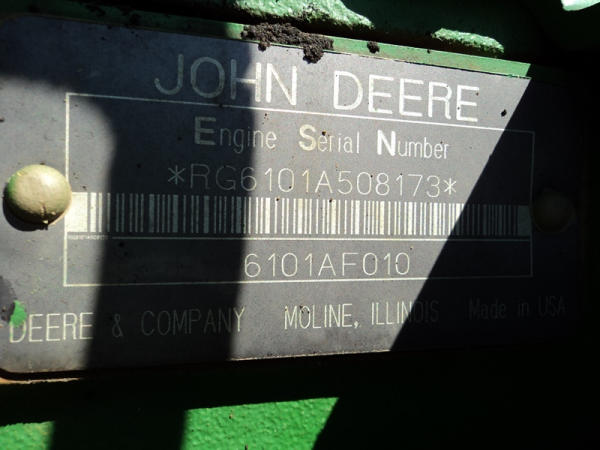 JOHN DEERE
Engine Serial Number
*RG6101A508173*
6101AF010
DEERE & COMPANY MOLINE, ILLINOIS Made in USA